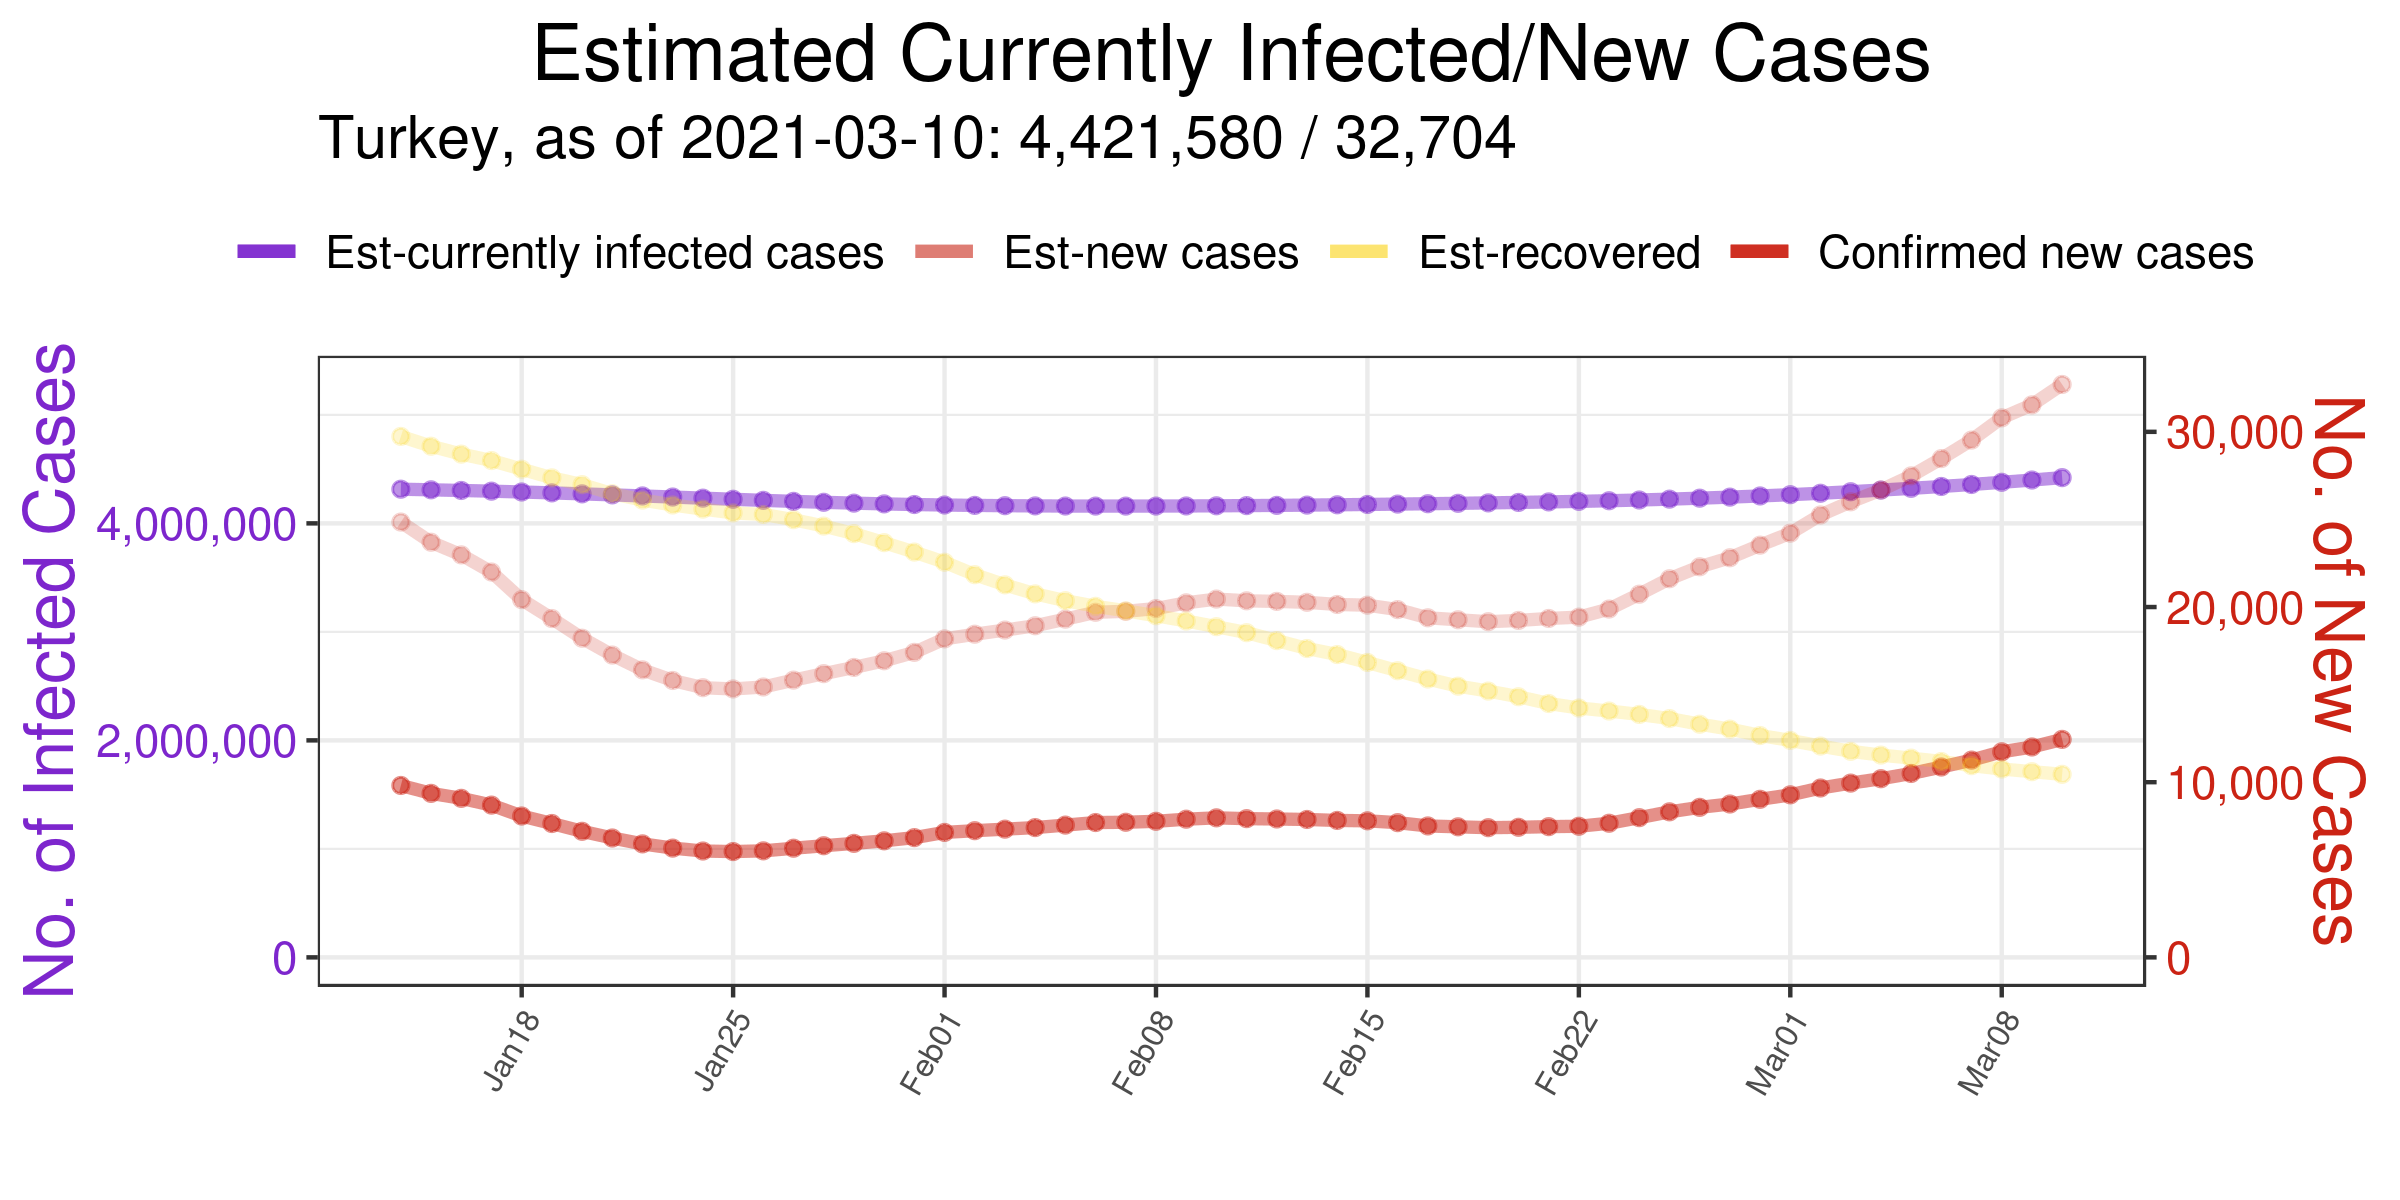 Estimated Currently Infected/New Cases
Turkey, as of 2021-03-10: 4,421,580 / 32,704
Est-currently infected cases Est-new cases Est-recovered Confirmed new cases
No. of Infected Cases
4,000,000
2,000,000
0
30,000
20,000
10,000
0
No. of New Cases
Jan18 Jan25 Feb01 Feb08 Feb15 Feb22 Mar01 Mar08